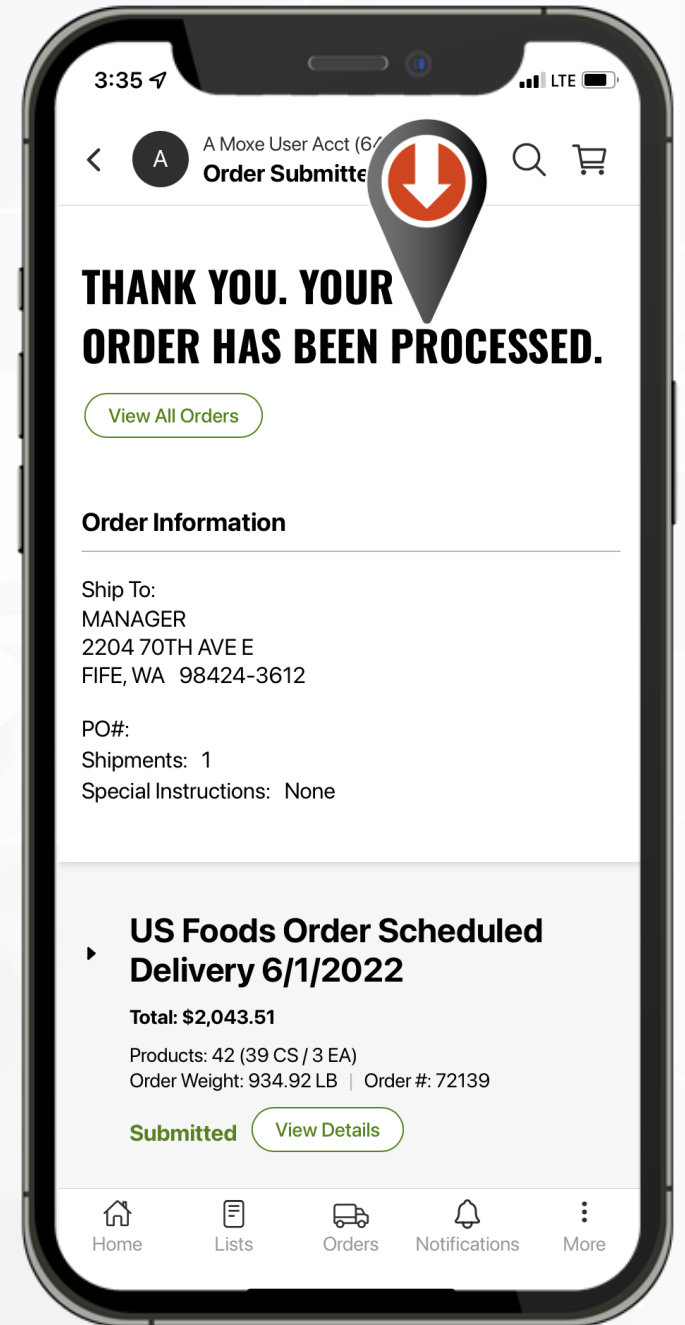 3:35
LTE
A
A Moxe User Acct (64
Order Submitte
THANK YOU. YOUR
ORDER HAS BEEN PROCESSED.
View All Orders
Order Information
Ship To:
MANAGER
2204 70TH AVE E
FIFE, WA 98424-3612
PO#:
Shipments: 1
Special Instructions: None
US Foods Order Scheduled
Delivery 6/1/2022
Total: $2,043.51
Products: 42 (39 CS / 3 EA)
Order Weight: 934.92 LB | Order #: 72139
Submitted
View Details
Home
Lists
Orders
Notifications
More